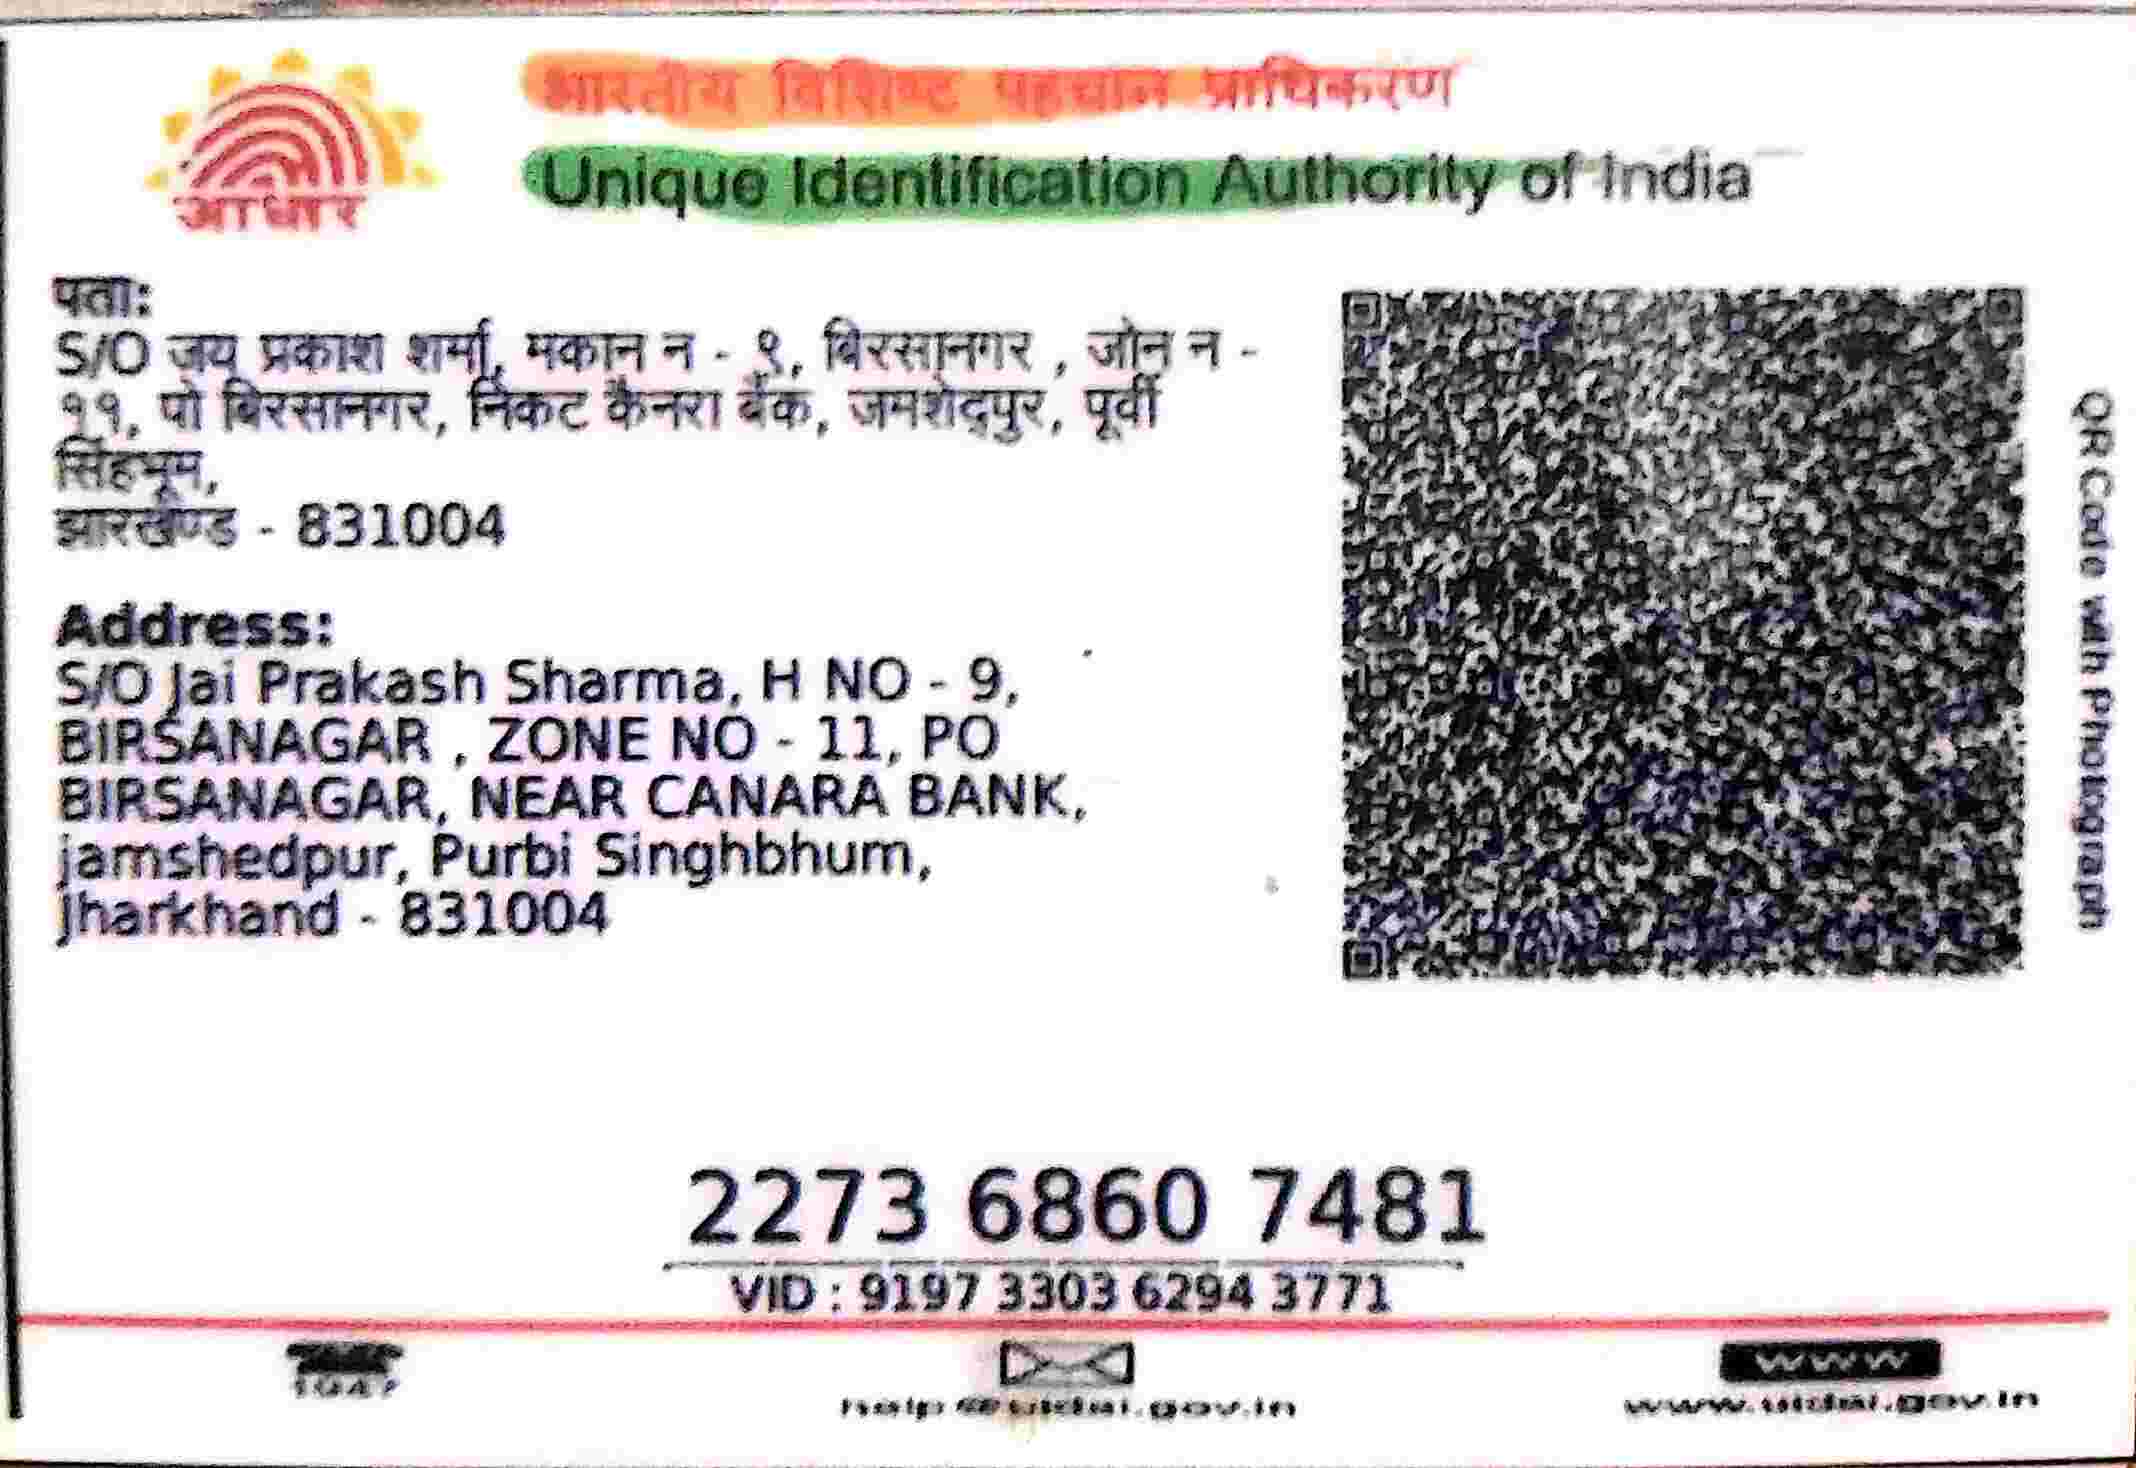 भारतीय विशिष्ट पहचान प्राधिकरण
Unique Identification Authority of India
आधार
पता:
S/O जय प्रकाश शर्मा, मकान न - ९, बिरसानगर , जोन न -
११, पो बिरसानगर, निकट कैनरा बैंक, जमशेदपुर, पूर्वी
सिंहभूम,
झारखण्ड - 831004
Address:
S/O Jai Prakash Sharma, H NO - 9,
BIRSANAGAR , ZONE NO - 11, PO
BIRSANAGAR, NEAR CANARA BANK,
jamshedpur, Purbi Singhbhum,
Jharkhand - 831004
QR Code with Photograph
2273 6860 7481
VID : 9197 3303 6294 3771
1947
help@uidai.gov.in
www
www.uidai.gov.in